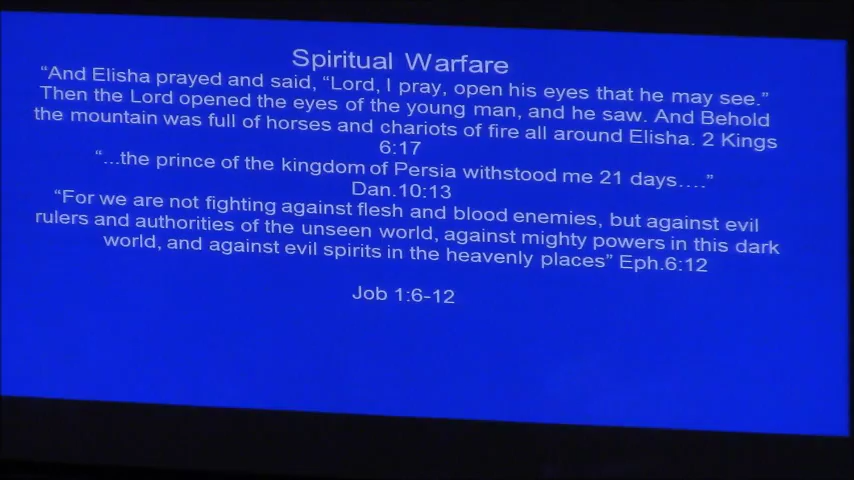 Spiritual Warfare
“And Elisha prayed and said, “Lord, I pray, open his eyes that he may see.”
Then the Lord opened the eyes of the young man, and he saw. And Behold
the mountain was full of horses and chariots of fire all around Elisha. 2 Kings
6:17
“...the prince of the kingdom of Persia withstood me 21 days....”
Dan.10:13
“For we are not fighting against flesh and blood enemies, but against evil
rulers and authorities of the unseen world, against mighty powers in this dark
world, and against evil spirits in the heavenly places” Eph.6:12
Job 1:6-12